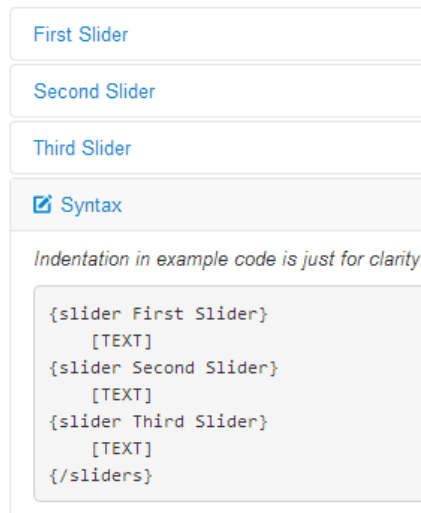 First Slider
Second Slider
Third Slider
Syntax
Indentation in example code is just for clarity
{slider First Slider}
    [TEXT]
{slider Second Slider}
    [TEXT]
{slider Third Slider}
    [TEXT]
{/sliders}